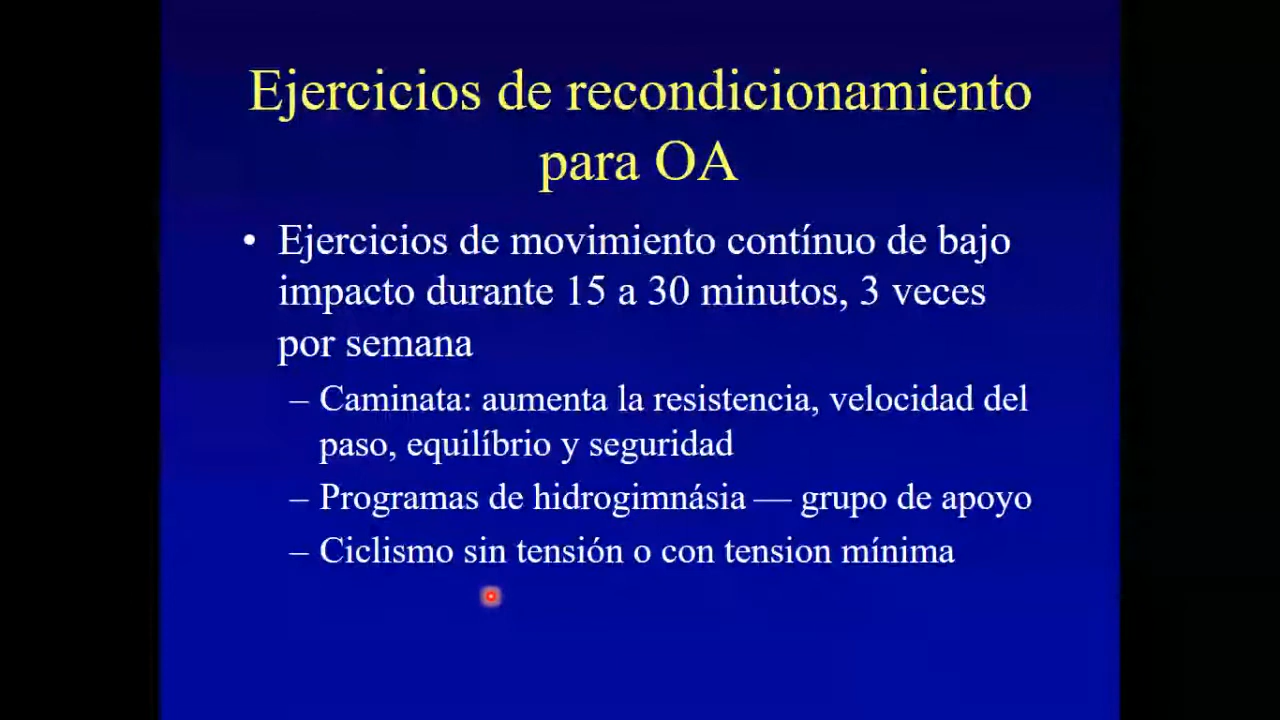 Ejercicios de recondicionamiento
para OA
• Ejercicios de movimiento contínuo de bajo
impacto durante 15 a 30 minutos, 3 veces
por semana
– Caminata: aumenta la resistencia, velocidad del
paso, equilíbrio y seguridad
– Programas de hidrogimnásia — grupo de apoyo
– Ciclismo sin tensión o con tension mínima